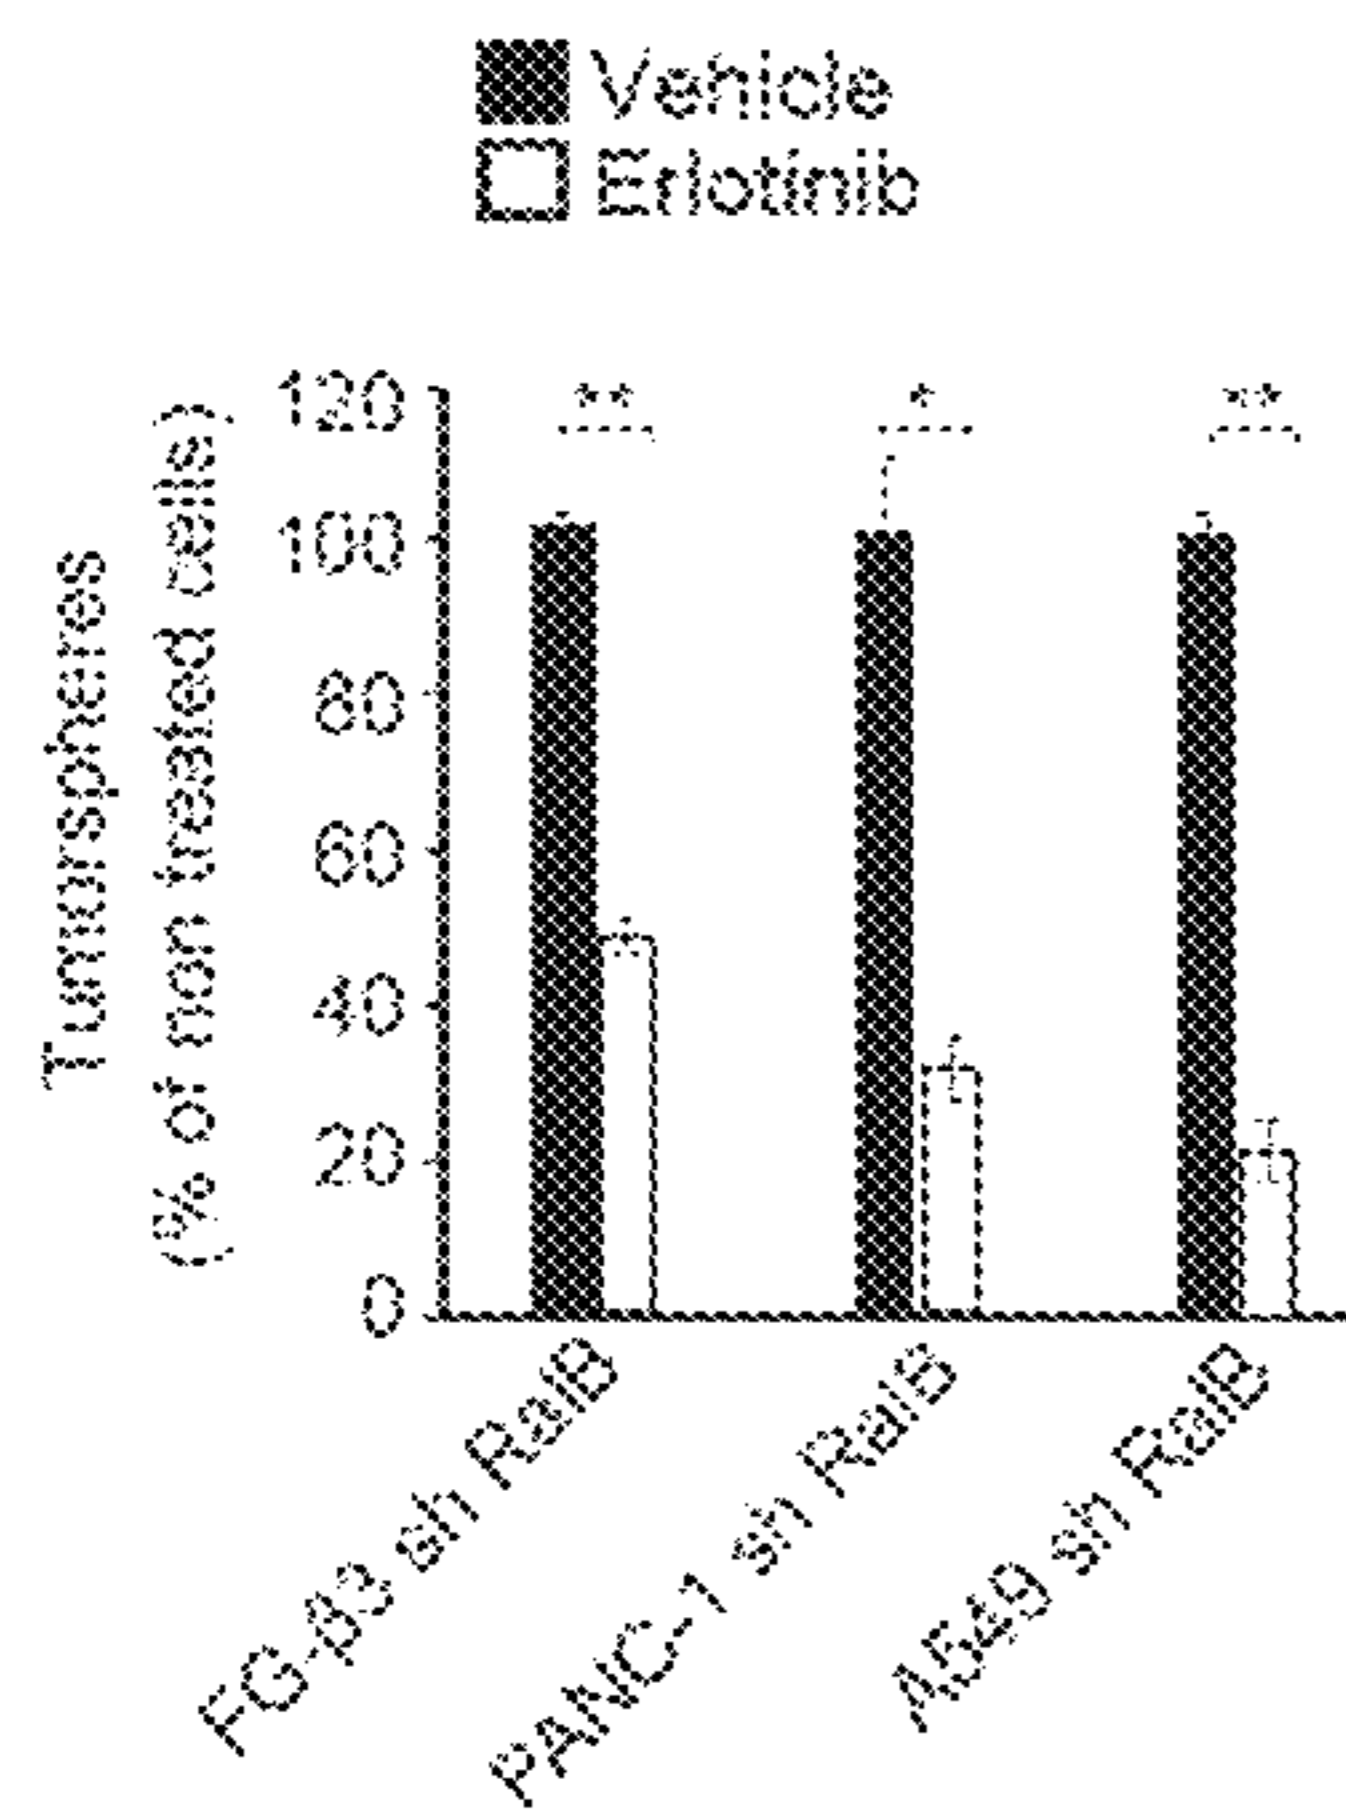 Vehicle
Erlotinib
Tumorspheres
(% of non treated cells)
120
100
80
60
40
20
0
**
*
**
FG-β3 sh RalB
PANC-1 sh RalB
A549 sh RalB